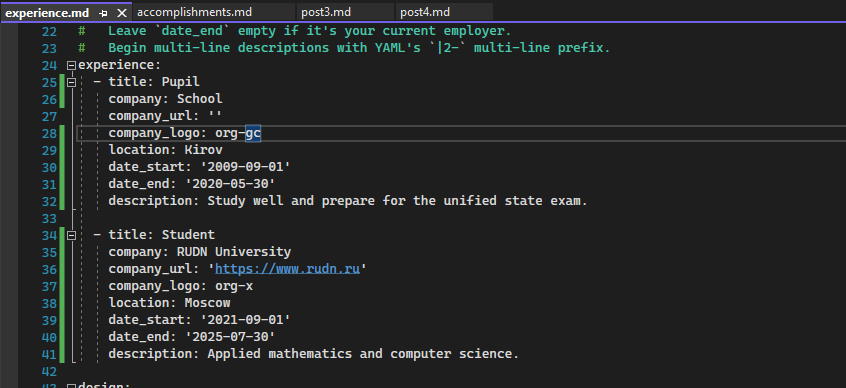 experience.md accomplishments.md post3.md post4.md
22 # Leave `date_end` empty if it's your current employer.
23 # Begin multi-line descriptions with YAML's `|2-` multi-line prefix.
24 experience:
25 - title: Pupil
26 company: School
27 company_url: ''
28 company_logo: org-gc
29 location: Kirov
30 date_start: '2009-09-01'
31 date_end: '2020-05-30'
32 description: Study well and prepare for the unified state exam.
33
34 - title: Student
35 company: RUDN University
36 company_url: 'https://www.rudn.ru'
37 company_logo: org-x
38 location: Moscow
39 date_start: '2021-09-01'
40 date_end: '2025-07-30'
41 description: Applied mathematics and computer science.
42
43 design: